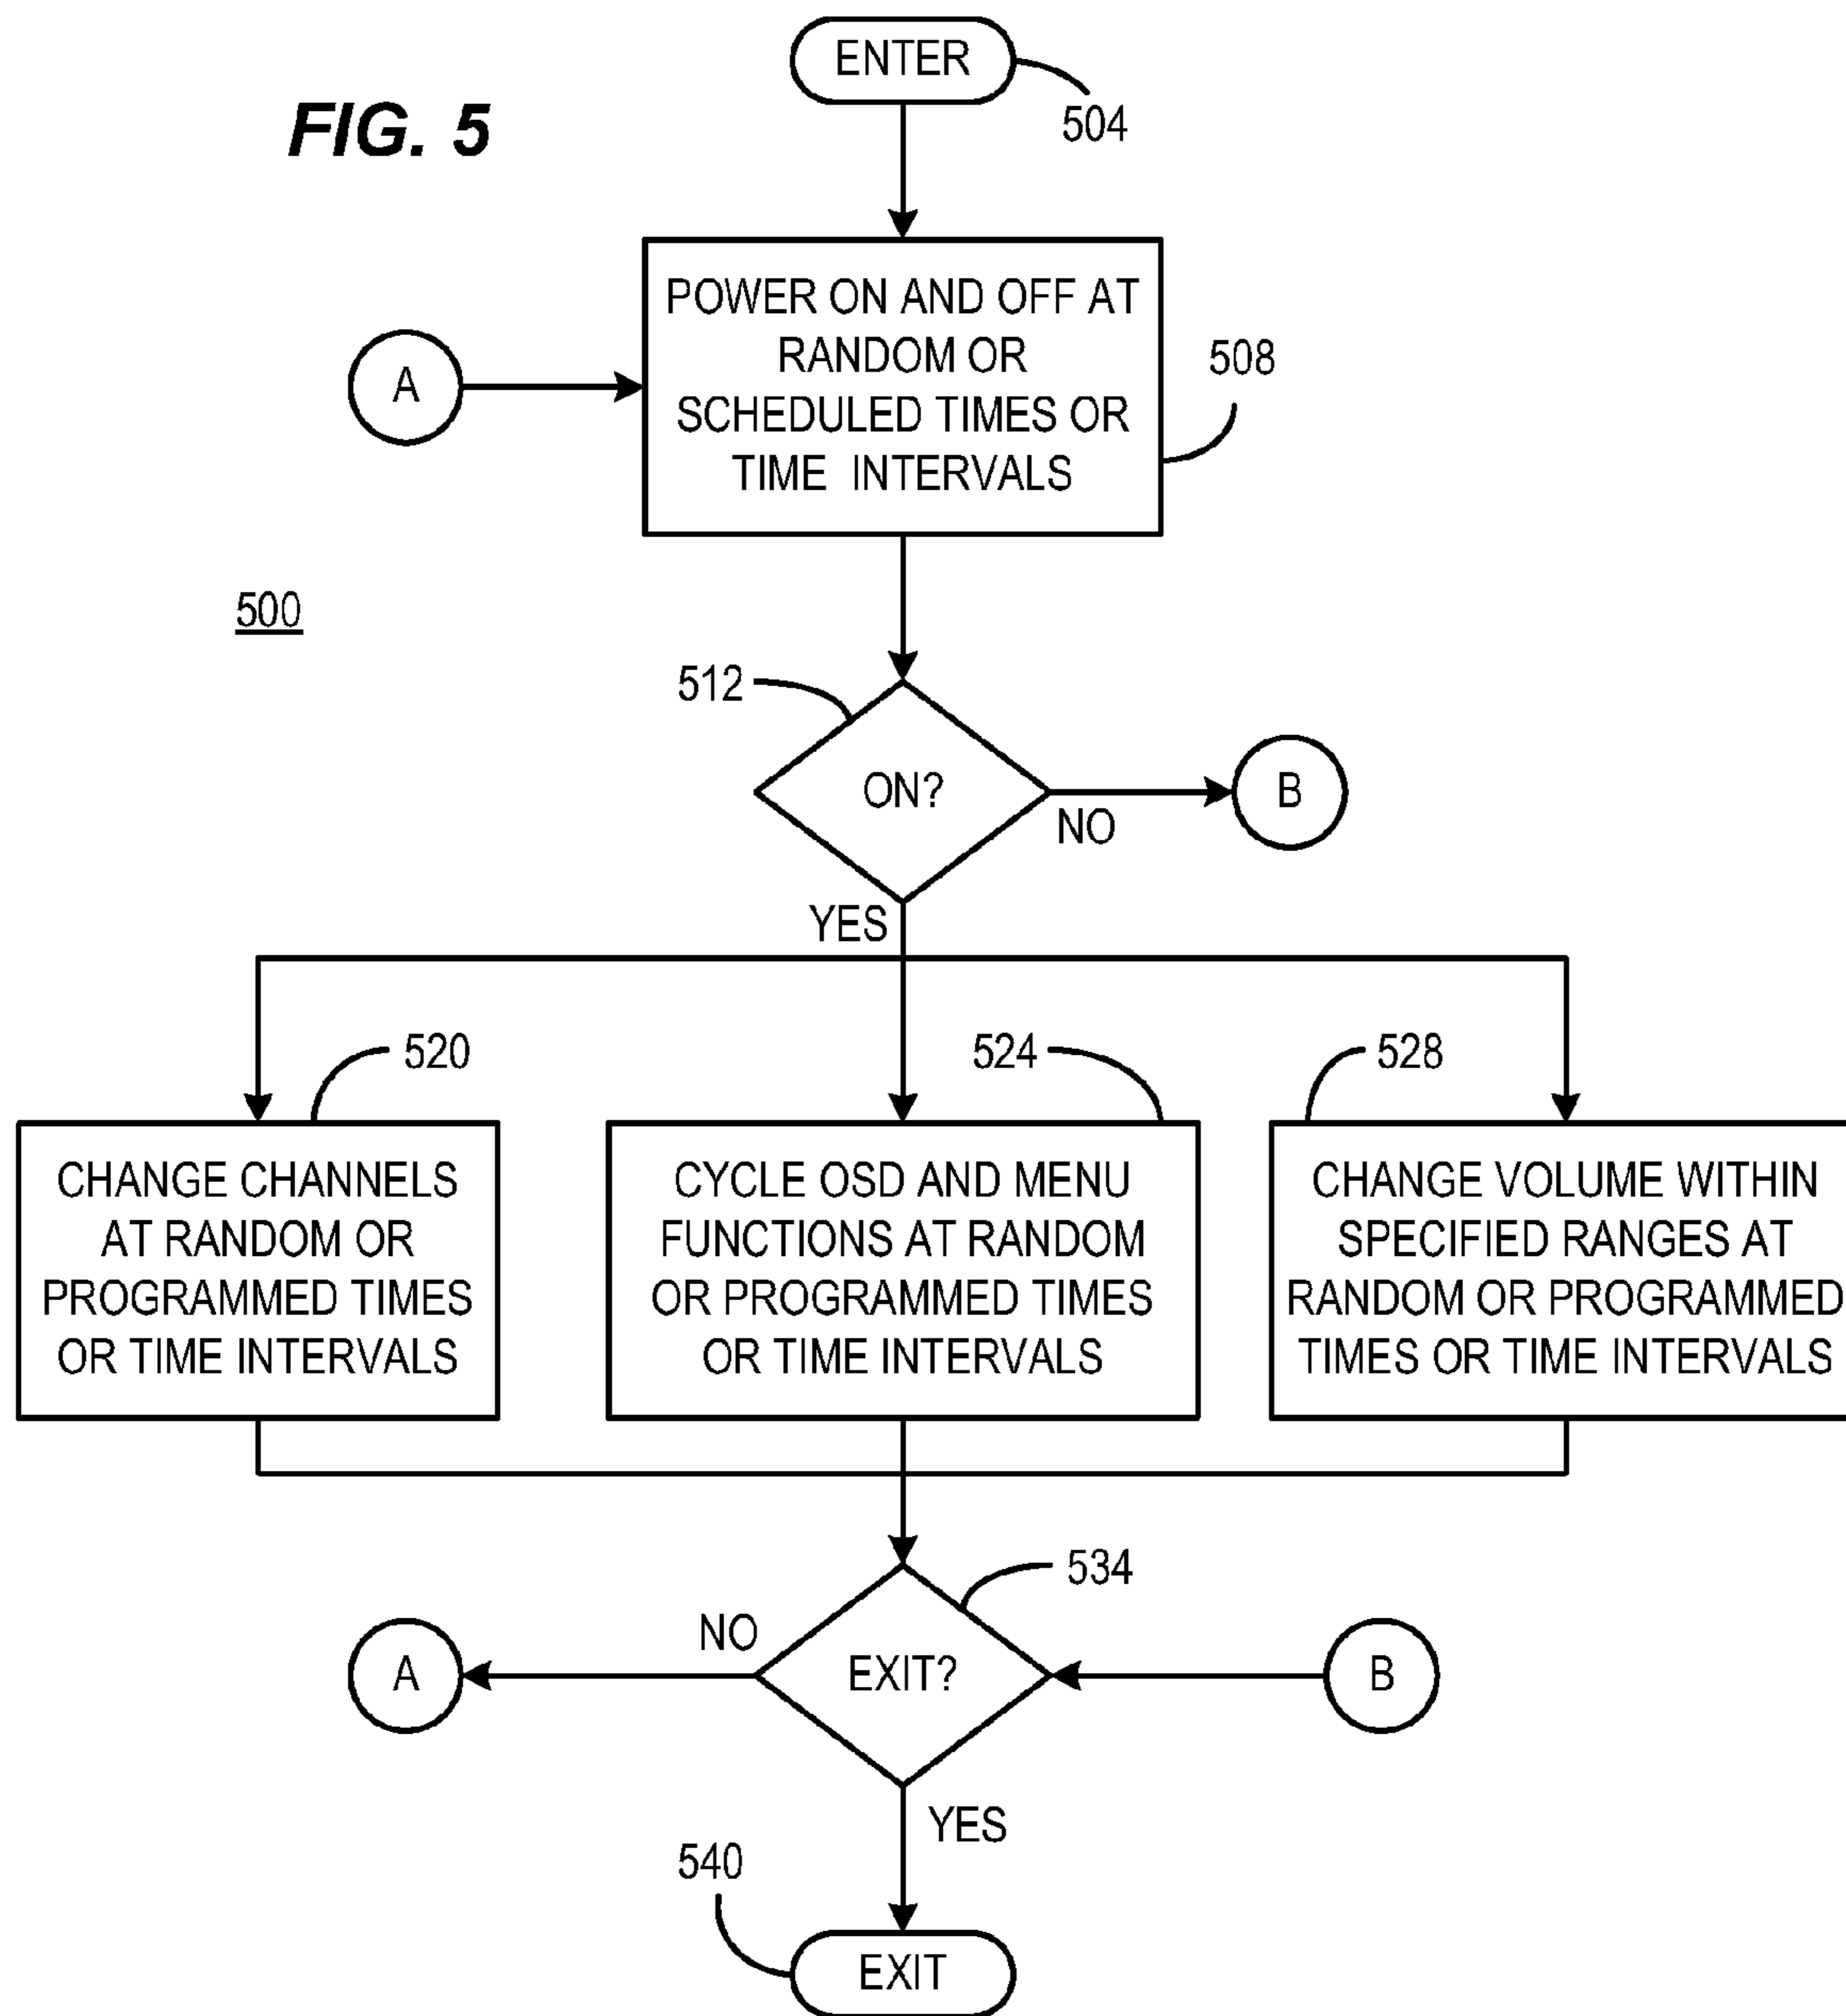 ENTER
504
FIG. 5
POWER ON AND OFF AT
RANDOM OR
SCHEDULED TIMES OR
TIME INTERVALS
508
A
500
512
ON?
NO
B
YES
520
524
528
CHANGE CHANNELS
AT RANDOM OR
PROGRAMMED TIMES
OR TIME INTERVALS
CYCLE OSD AND MENU
FUNCTIONS AT RANDOM
OR PROGRAMMED TIMES
OR TIME INTERVALS
CHANGE VOLUME WITHIN
SPECIFIED RANGES AT
RANDOM OR PROGRAMMED
TIMES OR TIME INTERVALS
534
NO
A
EXIT?
B
YES
540
EXIT